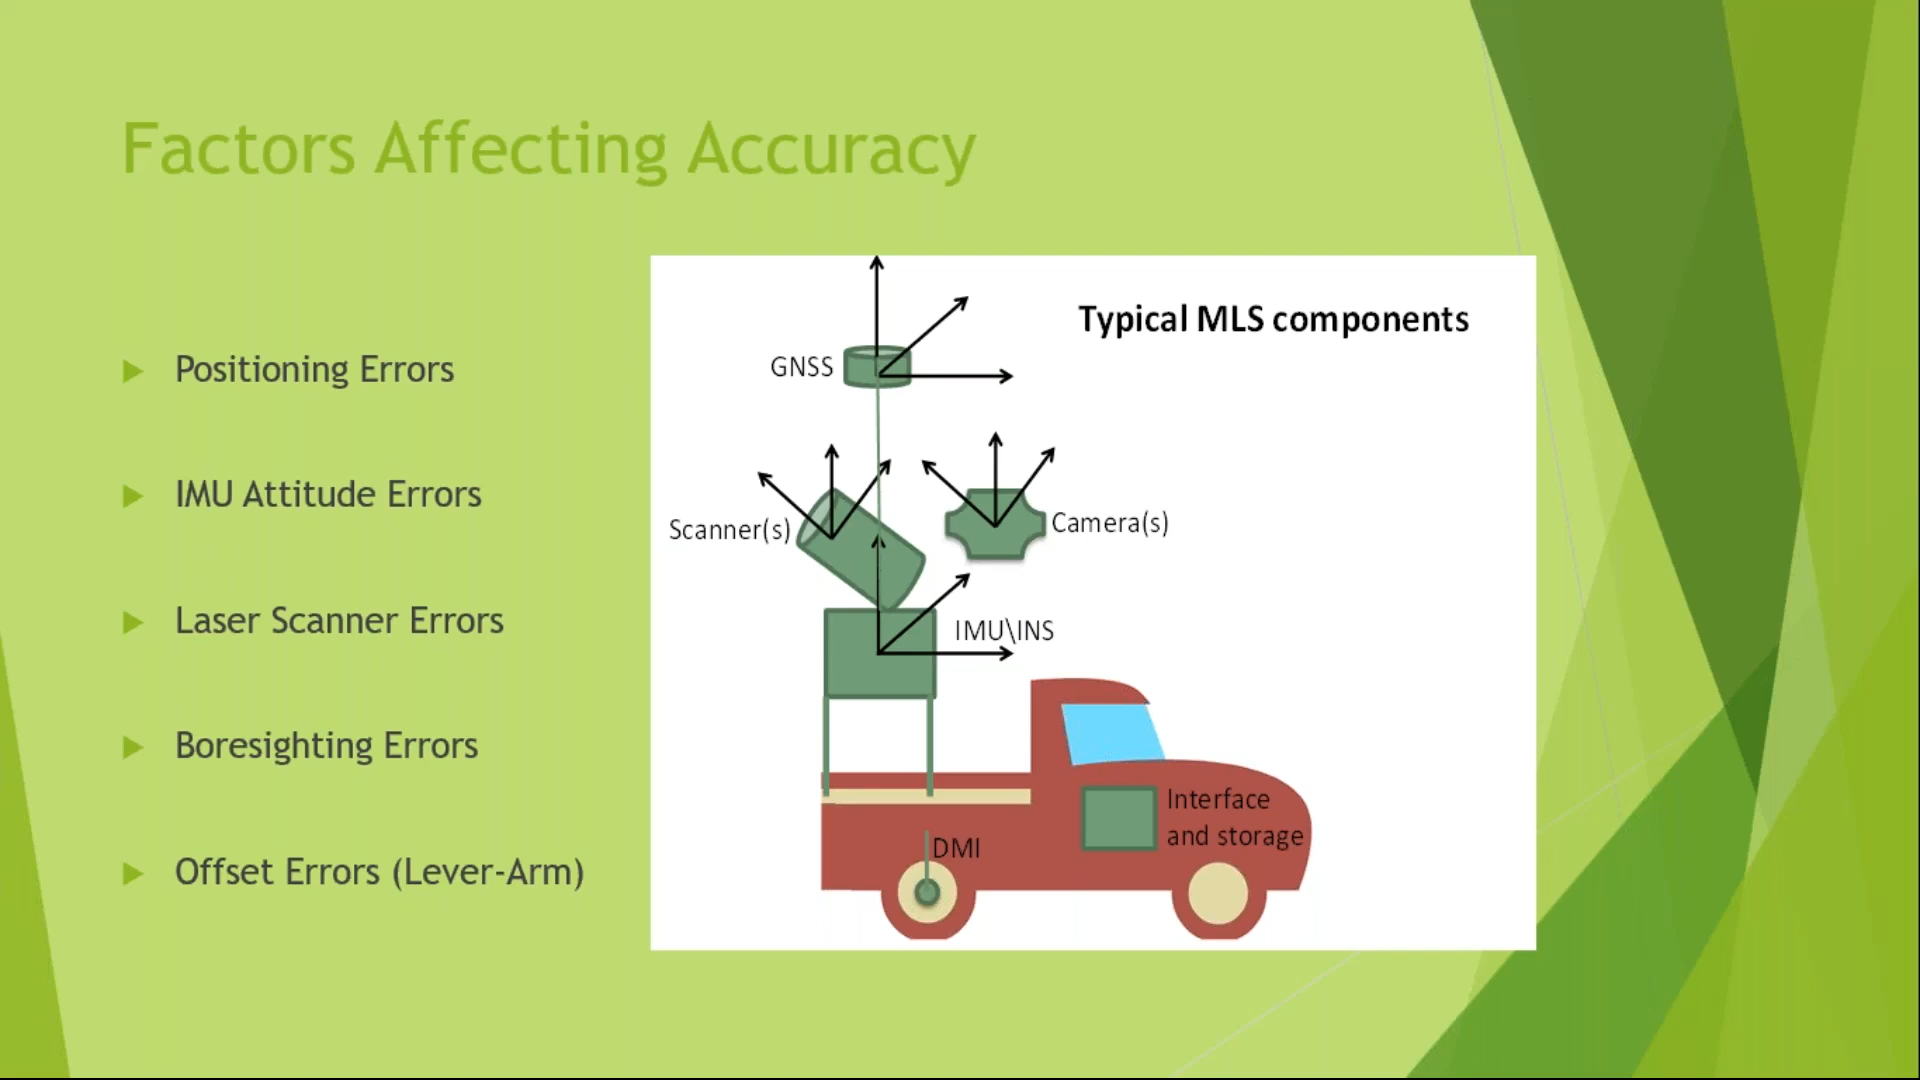 Factors Affecting Accuracy
Positioning Errors
IMU Attitude Errors
Laser Scanner Errors
Boresighting Errors
Offset Errors (Lever-Arm)
Typical MLS components
GNSS
Scanner(s)
Camera(s)
IMU\INS
Interface
and storage
DMI